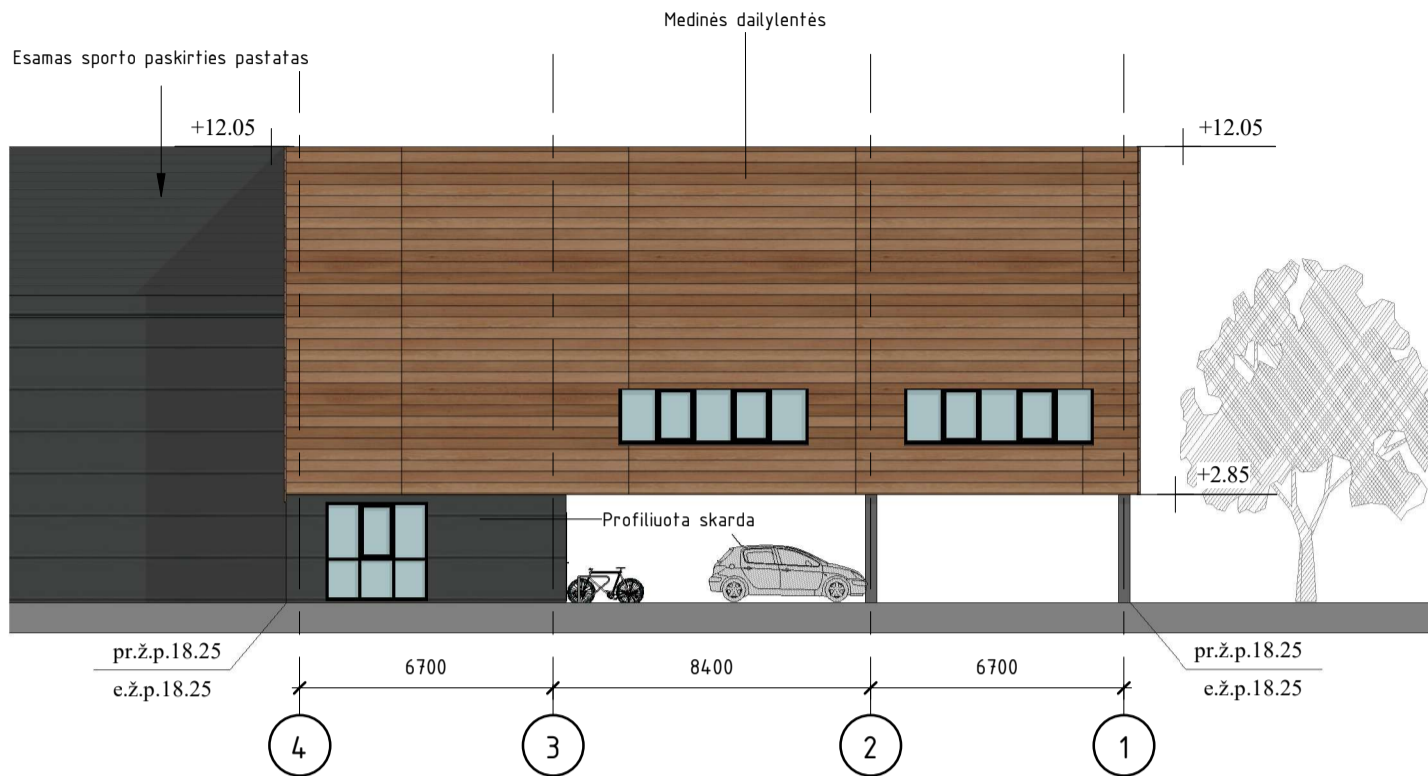 Medinės dailylentės
Esamas sporto paskirties pastatas
+12.05
+12.05
+2.85
Profiliuota skarda
pr.ž.p.18.25
e.ž.p.18.25
pr.ž.p.18.25
e.ž.p.18.25
6700
8400
6700
4
3
2
1